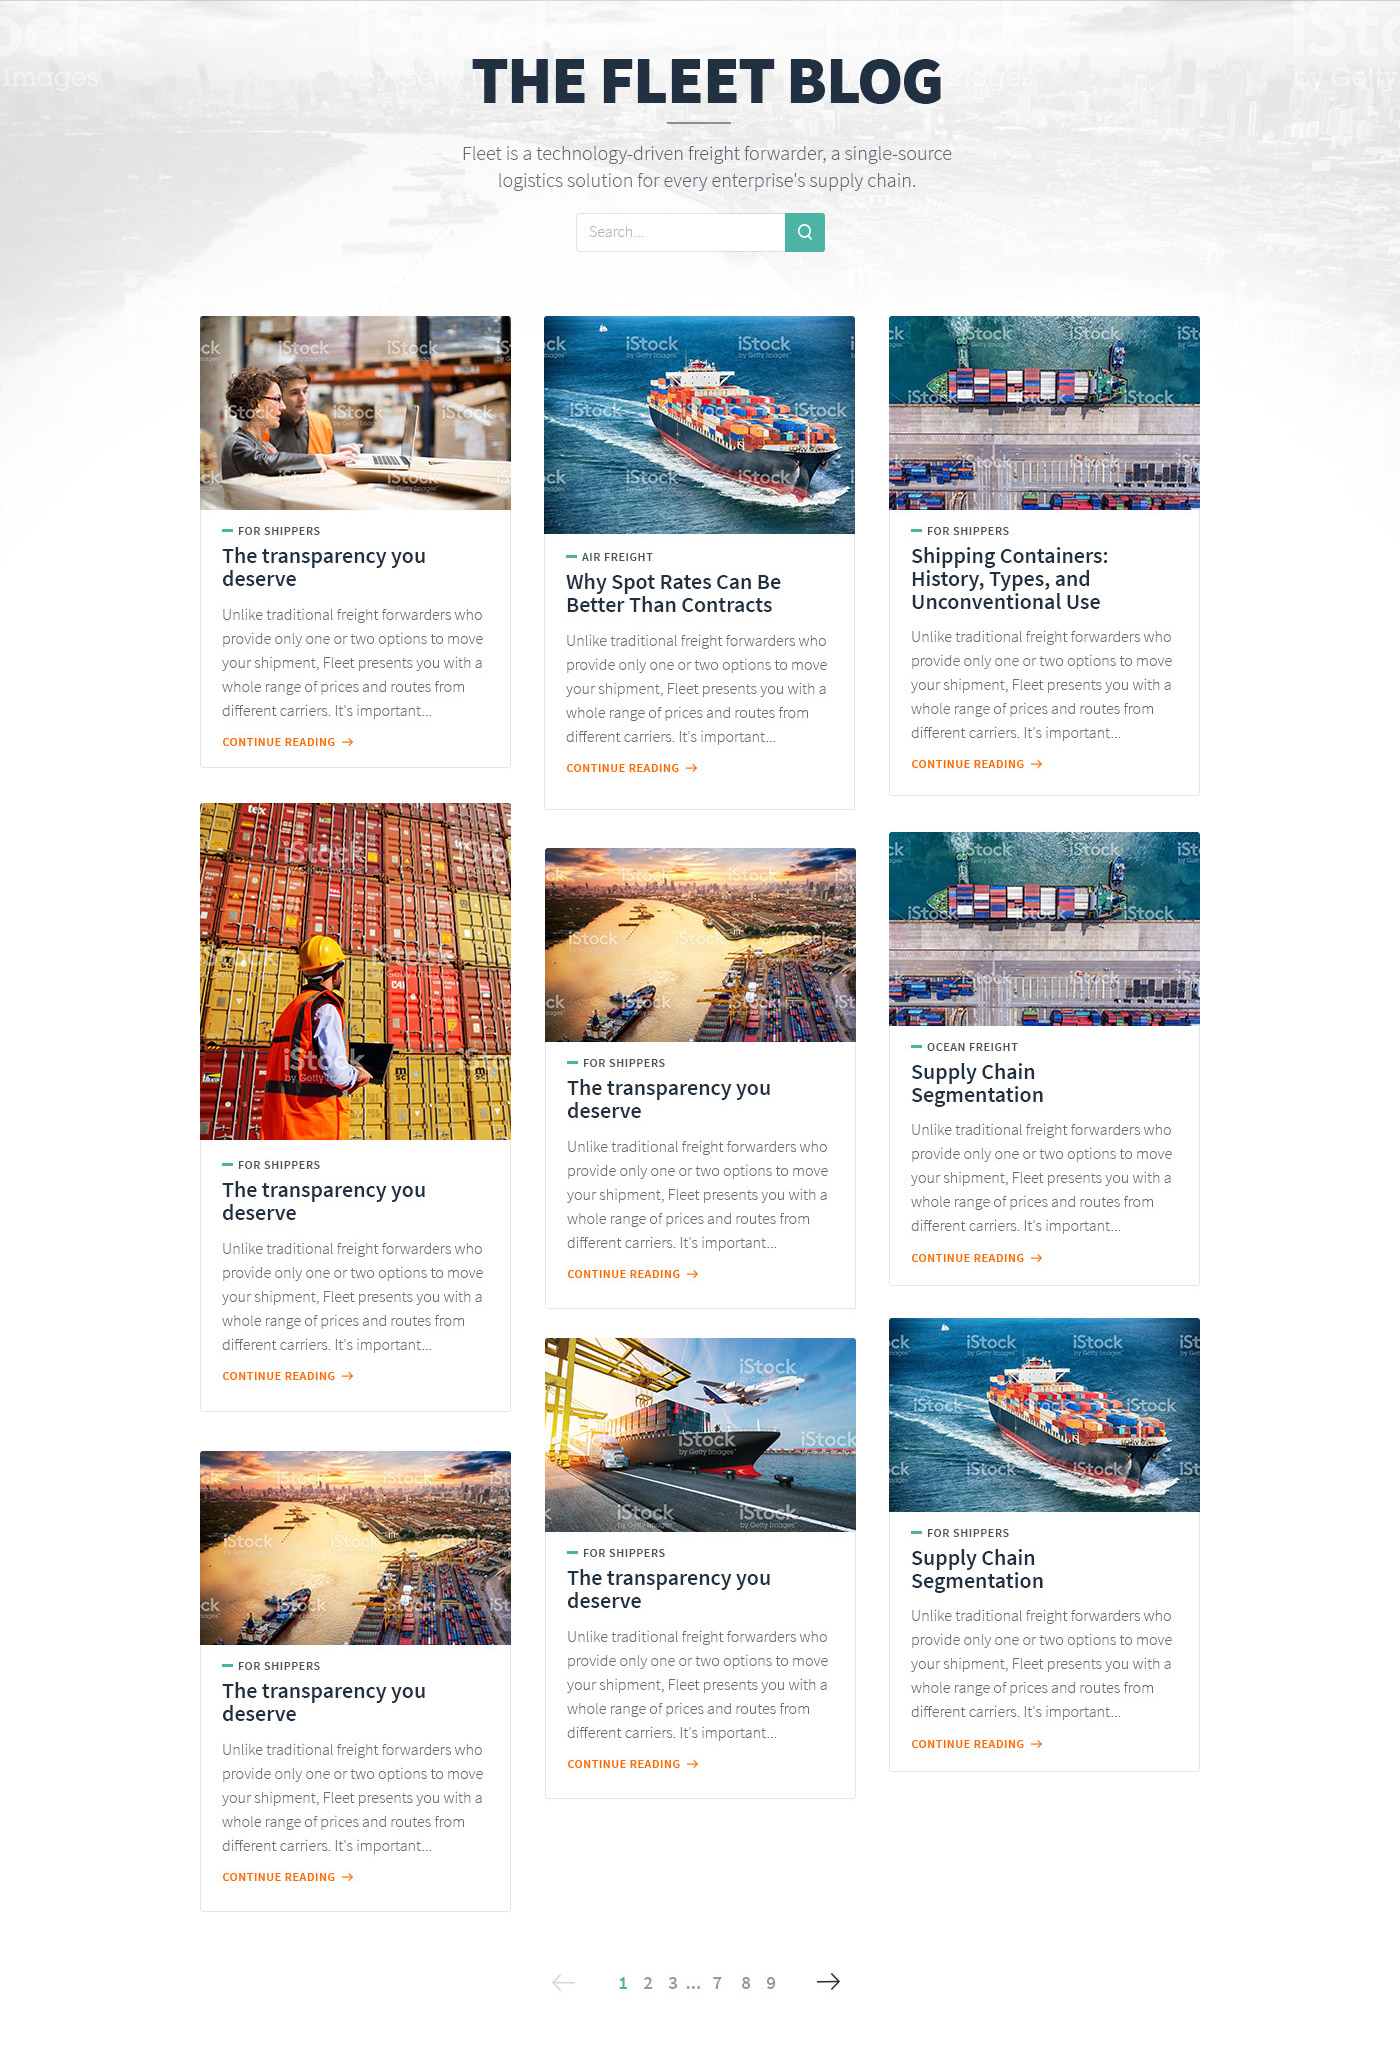 THE FLEET BLOG
Fleet is a technology-driven freight forwarder, a single-source
logistics solution for every enterprise's supply chain.
Search...
FOR SHIPPERS
The transparency you
deserve
Unlike traditional freight forwarders who
provide only one or two options to move
your shipment, Fleet presents you with a
whole range of prices and routes from
different carriers. It's important...
CONTINUE READING
AIR FREIGHT
Why Spot Rates Can Be
Better Than Contracts
Unlike traditional freight forwarders who
provide only one or two options to move
your shipment, Fleet presents you with a
whole range of prices and routes from
different carriers. It's important...
CONTINUE READING
FOR SHIPPERS
Shipping Containers:
History, Types, and
Unconventional Use
Unlike traditional freight forwarders who
provide only one or two options to move
your shipment, Fleet presents you with a
whole range of prices and routes from
different carriers. It's important...
CONTINUE READING
FOR SHIPPERS
The transparency you
deserve
Unlike traditional freight forwarders who
provide only one or two options to move
your shipment, Fleet presents you with a
whole range of prices and routes from
different carriers. It's important...
CONTINUE READING
FOR SHIPPERS
The transparency you
deserve
Unlike traditional freight forwarders who
provide only one or two options to move
your shipment, Fleet presents you with a
whole range of prices and routes from
different carriers. It's important...
CONTINUE READING
OCEAN FREIGHT
Supply Chain
Segmentation
Unlike traditional freight forwarders who
provide only one or two options to move
your shipment, Fleet presents you with a
whole range of prices and routes from
different carriers. It's important...
CONTINUE READING
FOR SHIPPERS
The transparency you
deserve
Unlike traditional freight forwarders who
provide only one or two options to move
your shipment, Fleet presents you with a
whole range of prices and routes from
different carriers. It's important...
CONTINUE READING
FOR SHIPPERS
The transparency you
deserve
Unlike traditional freight forwarders who
provide only one or two options to move
your shipment, Fleet presents you with a
whole range of prices and routes from
different carriers. It's important...
CONTINUE READING
FOR SHIPPERS
Supply Chain
Segmentation
Unlike traditional freight forwarders who
provide only one or two options to move
your shipment, Fleet presents you with a
whole range of prices and routes from
different carriers. It's important...
CONTINUE READING
1 2 3 ... 7 8 9